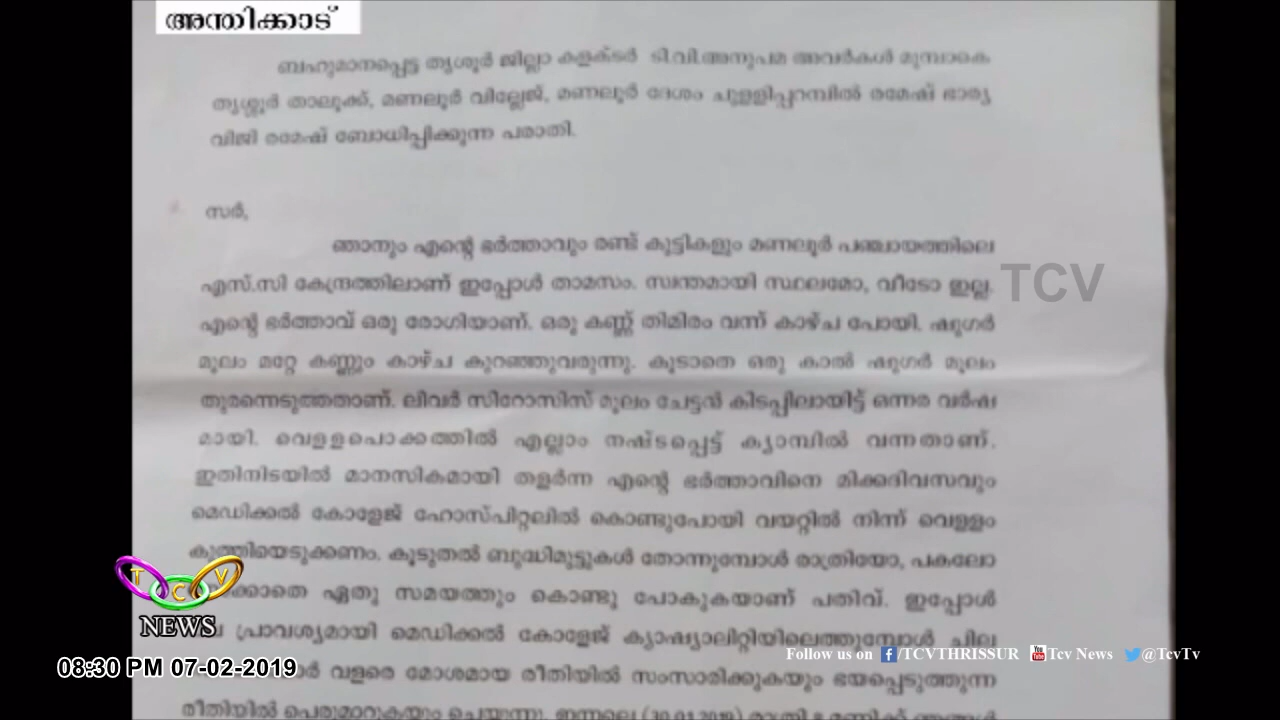 അന്തിക്കാട്
ബഹുമാനപ്പെട്ട തൃശൂർ ജില്ലാ കളക്ടർ ടി.വി.അനുപമ അവർകൾ മുമ്പാകെ
തൃശ്ശൂർ താലൂക്ക്, മണലൂർ വില്ലേജ്, മണലൂർ ദേശം ചുള്ളിപ്പറമ്പിൽ രമേഷ് ഭാര്യ
വിജി രമേഷ് ബോധിപ്പിക്കുന്ന പരാതി.
സർ,
ഞാനും എന്റെ ഭർത്താവും രണ്ട് കുട്ടികളും മണലൂർ പഞ്ചായത്തിലെ
എസ്.സി കേന്ദ്രത്തിലാണ് ഇപ്പോൾ താമസം. സ്വന്തമായി സ്ഥലമോ, വീടോ ഇല്ല.
TCV
എന്റെ ഭർത്താവ് ഒരു രോഗിയാണ്. ഒരു കണ്ണ് തിമിരം വന്ന് കാഴ്ച പോയി. ഷുഗർ
മൂലം മറ്റേ കണ്ണും കാഴ്ച കുറഞ്ഞുവരുന്നു. കൂടാതെ ഒരു കാൽ ഷുഗർ മൂലം
തുരന്നെടുത്തതാണ്. ലിവർ സിറോസിസ് മൂലം ചേട്ടൻ കിടപ്പിലായിട്ട് ഒന്നര വർഷ
മായി. വെള്ളപൊക്കത്തിൽ എല്ലാം നഷ്ടപ്പെട്ട് ക്യാമ്പിൽ വന്നതാണ്.
ഇതിനിടയിൽ മാനസികമായി തളർന്ന എന്റെ ഭർത്താവിനെ മിക്കദിവസവും
മെഡിക്കൽ കോളേജ് ഹോസ്പിറ്റലിൽ കൊണ്ടുപോയി വയറ്റിൽ നിന്ന് വെള്ളം
കുത്തിയെടുക്കണം. കൂടുതൽ ബുദ്ധിമുട്ടുകൾ തോന്നുമ്പോൾ രാത്രിയോ, പകലോ
ഏതു സമയത്തും കൊണ്ടു പോകുകയാണ് പതിവ്. ഇപ്പോൾ
പ്രാവശ്യമായി മെഡിക്കൽ കോളേജ് ക്യാഷ്യാലിറ്റിയിലെത്തുമ്പോൾ ചില
വളരെ മോശമായ രീതിയിൽ സംസാരിക്കുകയും ഭയപ്പെടുത്തുന്ന
രീതിയിൽ പെരുമാറുകയും ചെയ്യുന്നു. ഇന്നലെ
TCV
NEWS
08:30 PM 07-02-2019
Follow us on /TCVTHRISSUR Tcv News @TcvTv